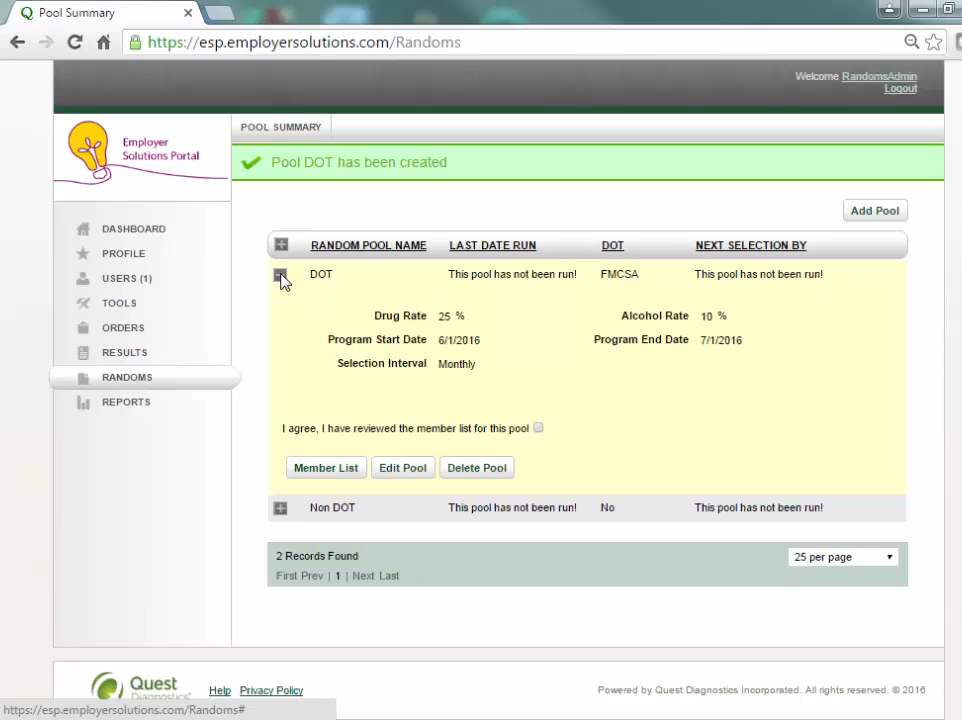 Pool Summary
https://esp.employersolutions.com/Randoms
Welcome RandomsAdmin
Logout
Employer
Solutions Portal
POOL SUMMARY
Pool DOT has been created
DASHBOARD
PROFILE
USERS (1)
TOOLS
ORDERS
RESULTS
RANDOMS
REPORTS
Add Pool
RANDOM POOL NAME LAST DATE RUN DOT NEXT SELECTION BY
DOT This pool has not been run! FMCSA This pool has not been run!
Drug Rate 25 % Alcohol Rate 10 %
Program Start Date 6/1/2016 Program End Date 7/1/2016
Selection Interval Monthly
I agree, I have reviewed the member list for this pool
Member List Edit Pool Delete Pool
Non DOT This pool has not been run! No This pool has not been run!
2 Records Found
25 per page
First Prev | 1 | Next Last
Quest
Diagnostics
Help Privacy Policy
Powered by Quest Diagnostics Incorporated. All rights reserved. © 2016
https://esp.employersolutions.com/Randoms#